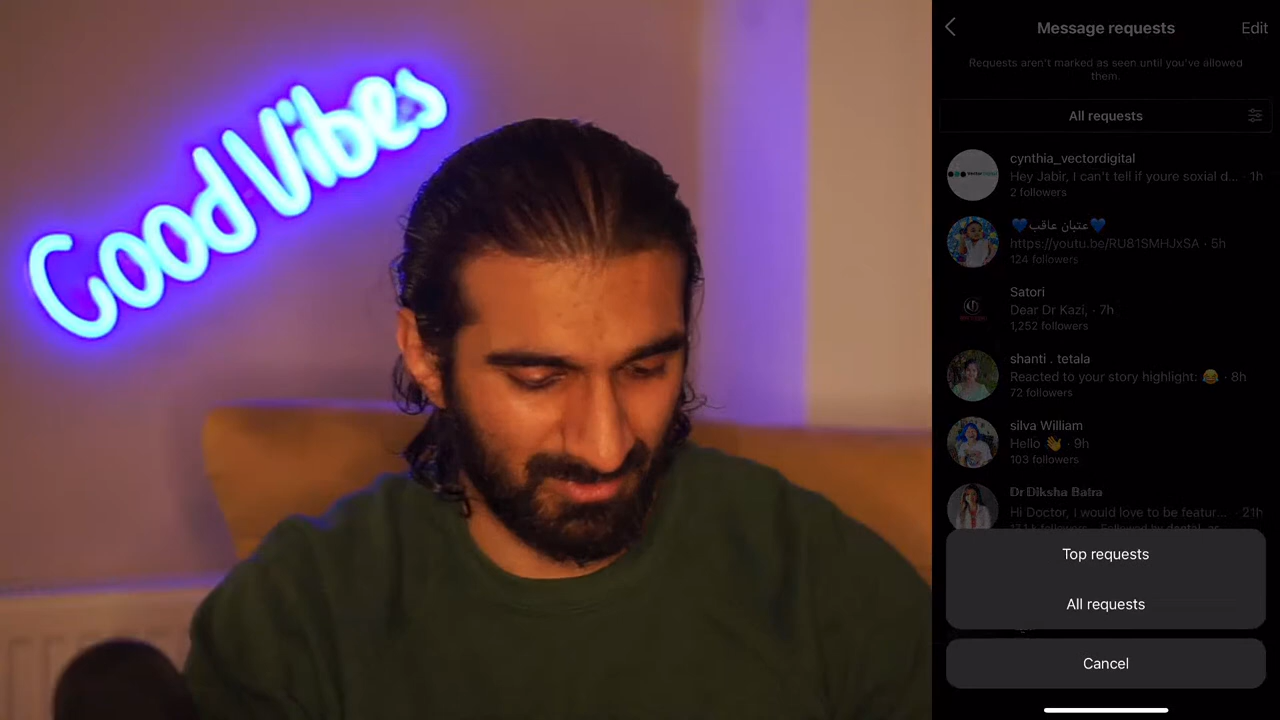 Good Vibes
Message requests
Edit
Requests aren't marked as seen until you've allowed
them.
All requests
cynthia_vectordigital
Hey Jabir, I can't tell if youre soxial d... · 1h
2 followers
💙عتبان عاقب💙
https://youtu.be/RU81SMHJxSA · 5h
124 followers
Satori
Dear Dr Kazi, · 7h
1,252 followers
shanti . tetala
Reacted to your story highlight: 😂 · 8h
72 followers
silva William
Hello 👋 · 9h
103 followers
Dr Diksha Batra
Hi Doctor, I would love to be featur... · 21h
Top requests
All requests
Cancel